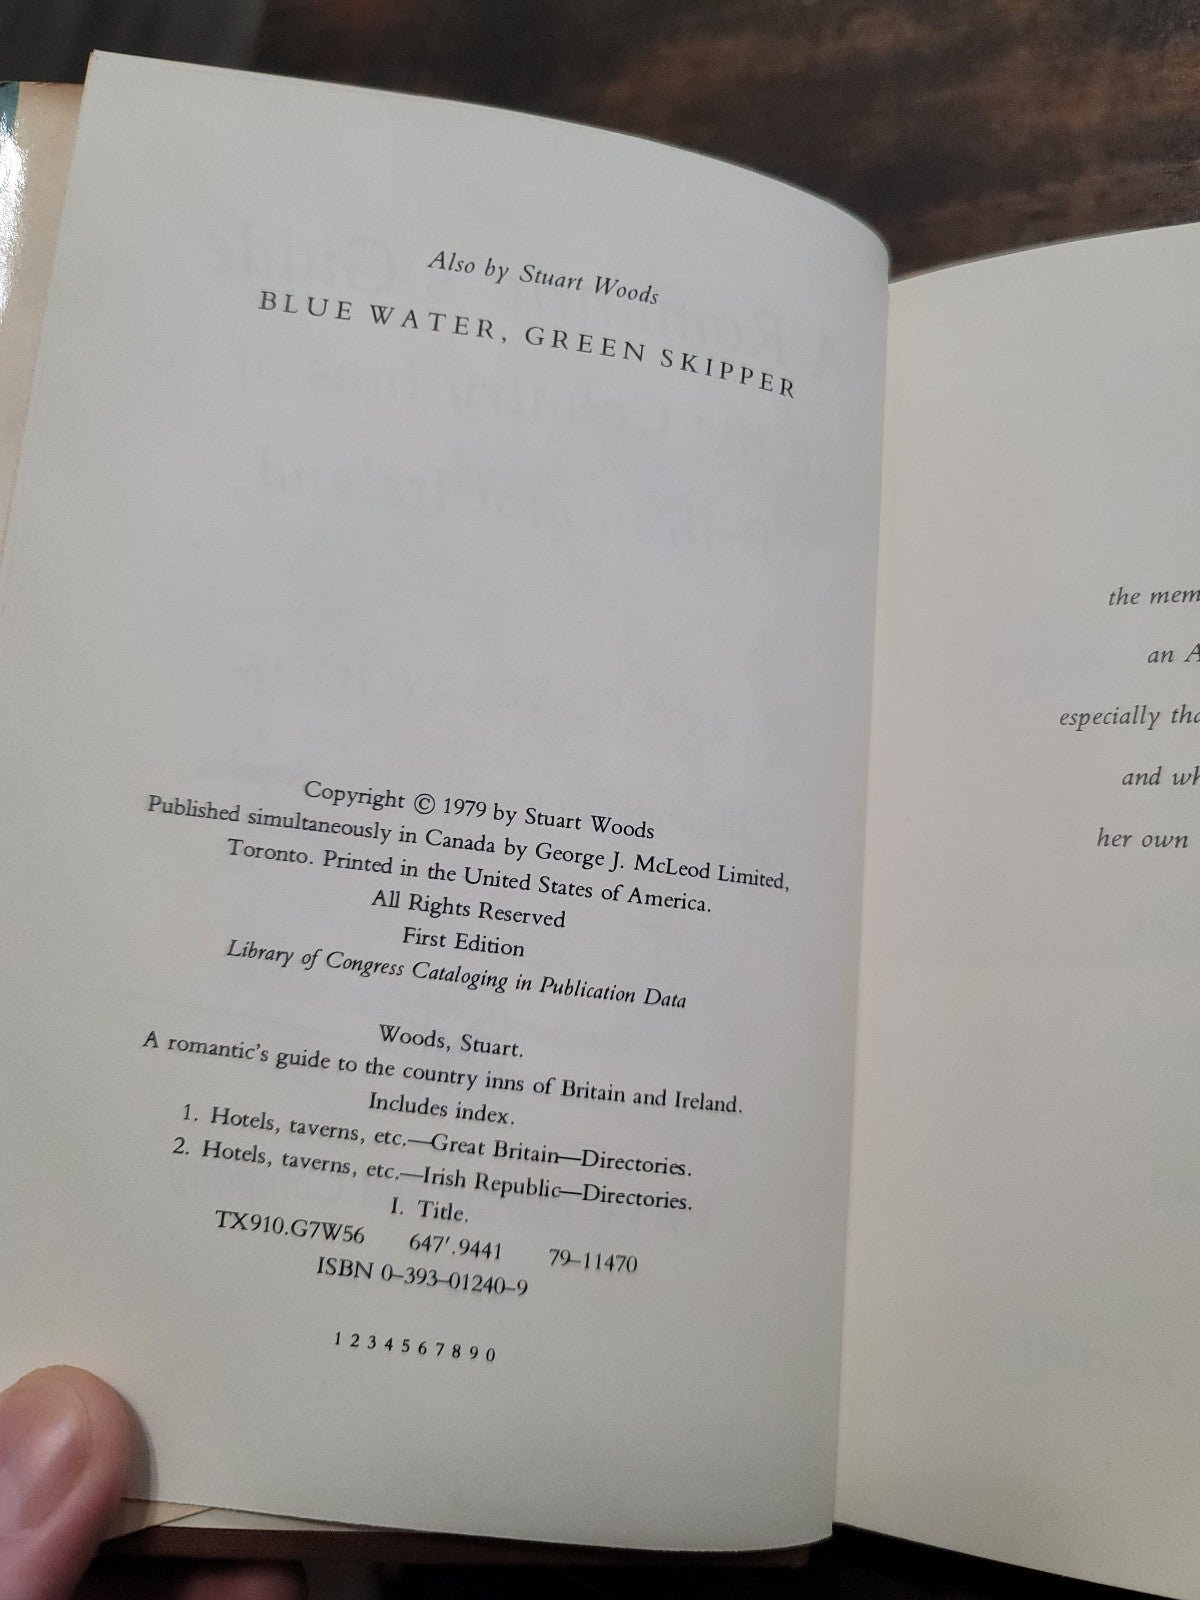 Also by Stuart Woods
BLUE WATER, GREEN SKIPPER
Copyright © 1979 by Stuart Woods
Published simultaneously in Canada by George J. McLeod Limited,
Toronto. Printed in the United States of America.
All Rights Reserved
First Edition
Library of Congress Cataloging in Publication Data
Woods, Stuart.
A romantic's guide to the country inns of Britain and Ireland.
Includes index.
1. Hotels, taverns, etc.—Great Britain—Directories.
2. Hotels, taverns, etc.—Irish Republic—Directories.
I. Title.
TX910.G7W56 647'.9441 79-11470
ISBN 0-393-01240-9
1 2 3 4 5 6 7 8 9 0
the
an
especially
and
her own